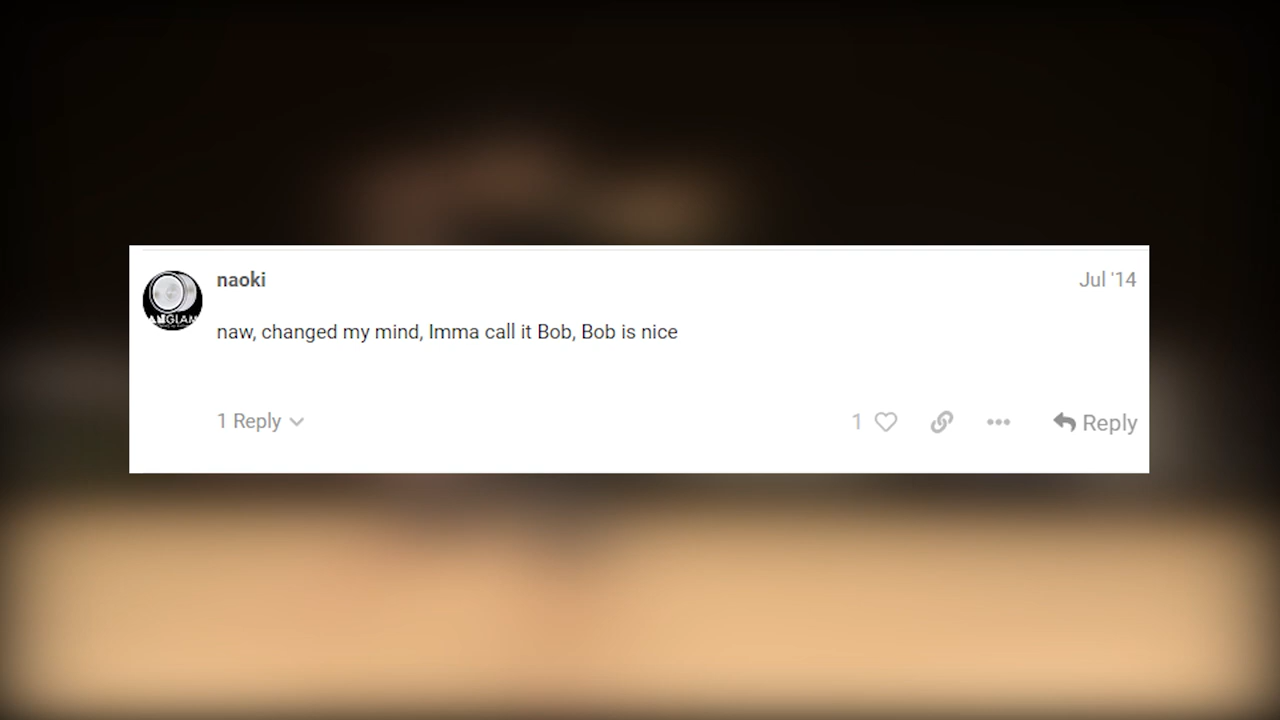 naoki
Jul '14
naw, changed my mind, Imma call it Bob, Bob is nice
1 Reply
1
Reply